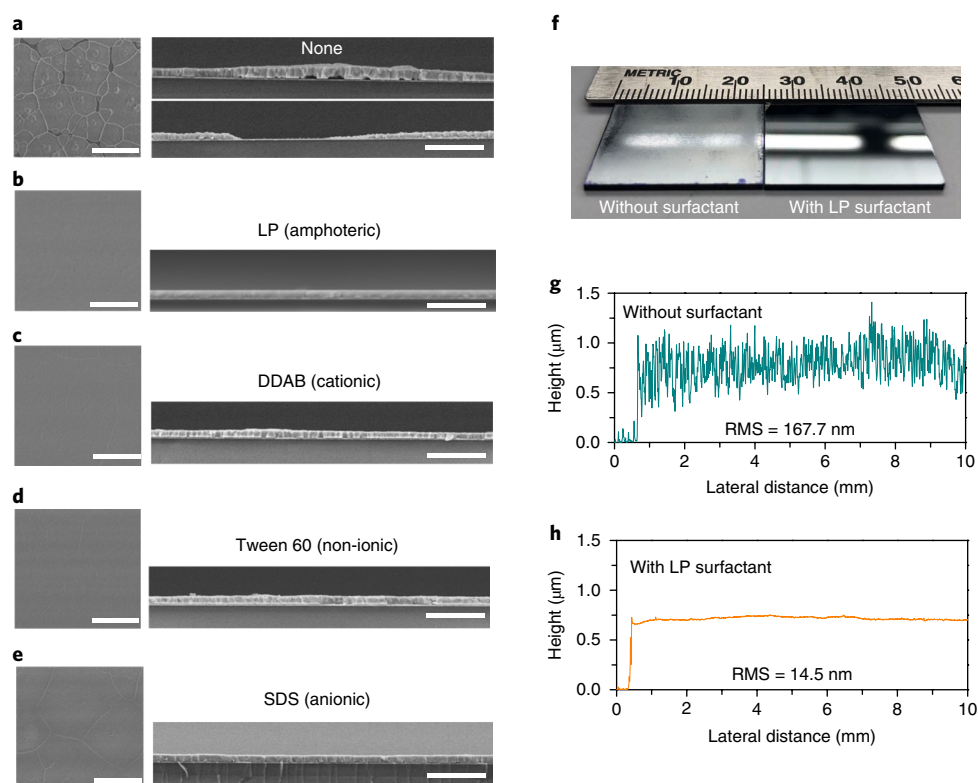 a
None
b
LP (amphoteric)
c
DDAB (cationic)
d
Tween 60 (non-ionic)
e
SDS (anionic)
f
METRIC
10 20 30 40 50 6
Without surfactant
With LP surfactant
g
1.5
1.0
0.5
0.0
Height (μm)
Without surfactant
RMS = 167.7 nm
0 2 4 6 8 10
Lateral distance (mm)
h
1.5
1.0
0.5
0.0
Height (μm)
With LP surfactant
RMS = 14.5 nm
0 2 4 6 8 10
Lateral distance (mm)